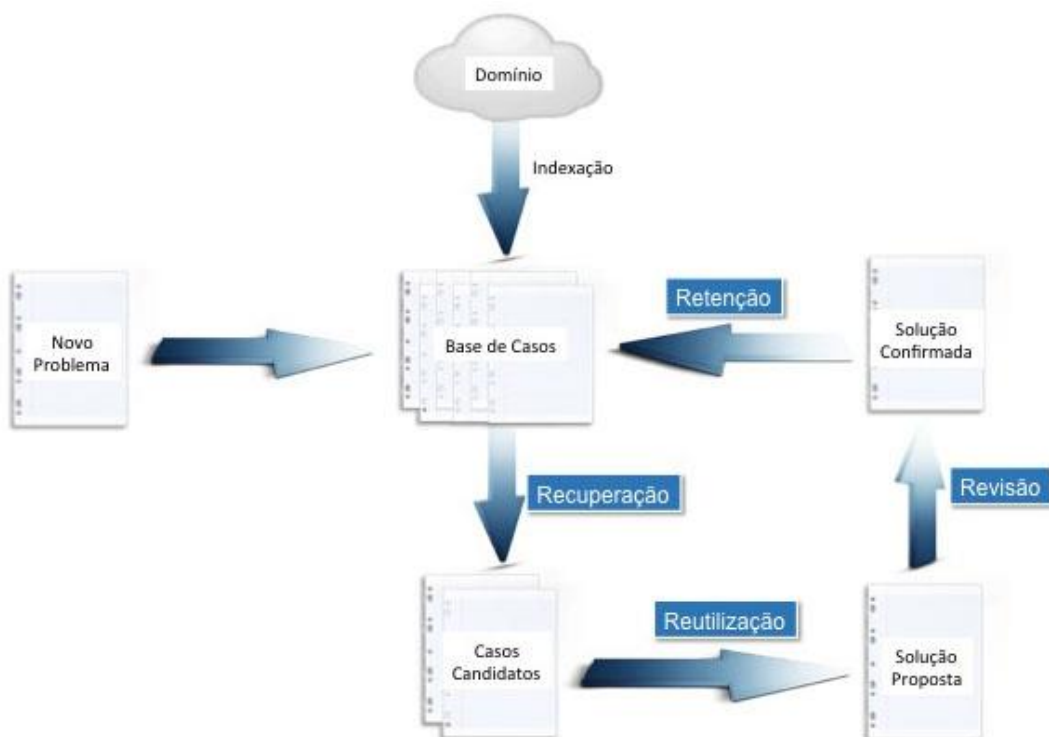 Domínio
Indexação
Novo
Problema
Base de Casos
Retenção
Solução
Confirmada
Recuperação
Revisão
Casos
Candidatos
Reutilização
Solução
Proposta